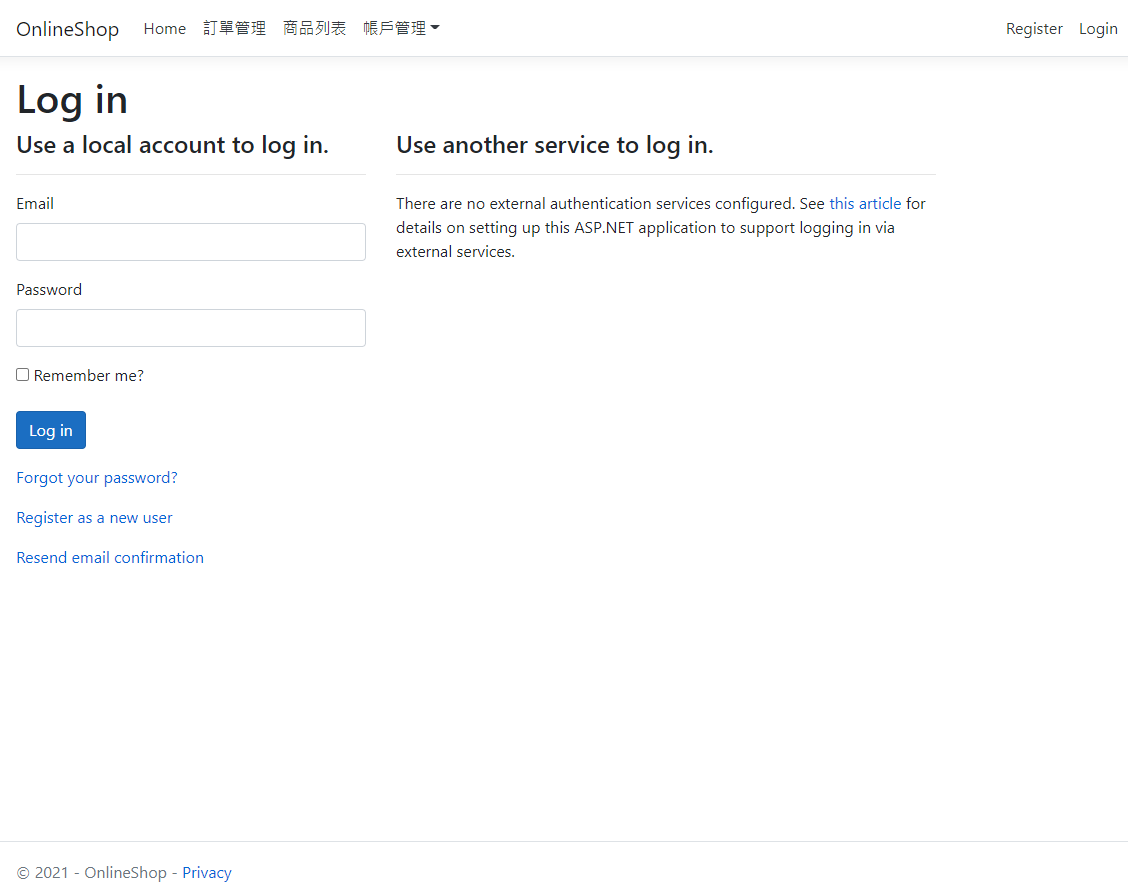 OnlineShop Home 訂單管理 商品列表 帳戶管理 Register Login
Log in
Use a local account to log in.
Email
Password
Remember me?
Log in
Forgot your password?
Register as a new user
Resend email confirmation
Use another service to log in.
There are no external authentication services configured. See this article for
details on setting up this ASP.NET application to support logging in via
external services.
© 2021 - OnlineShop - Privacy